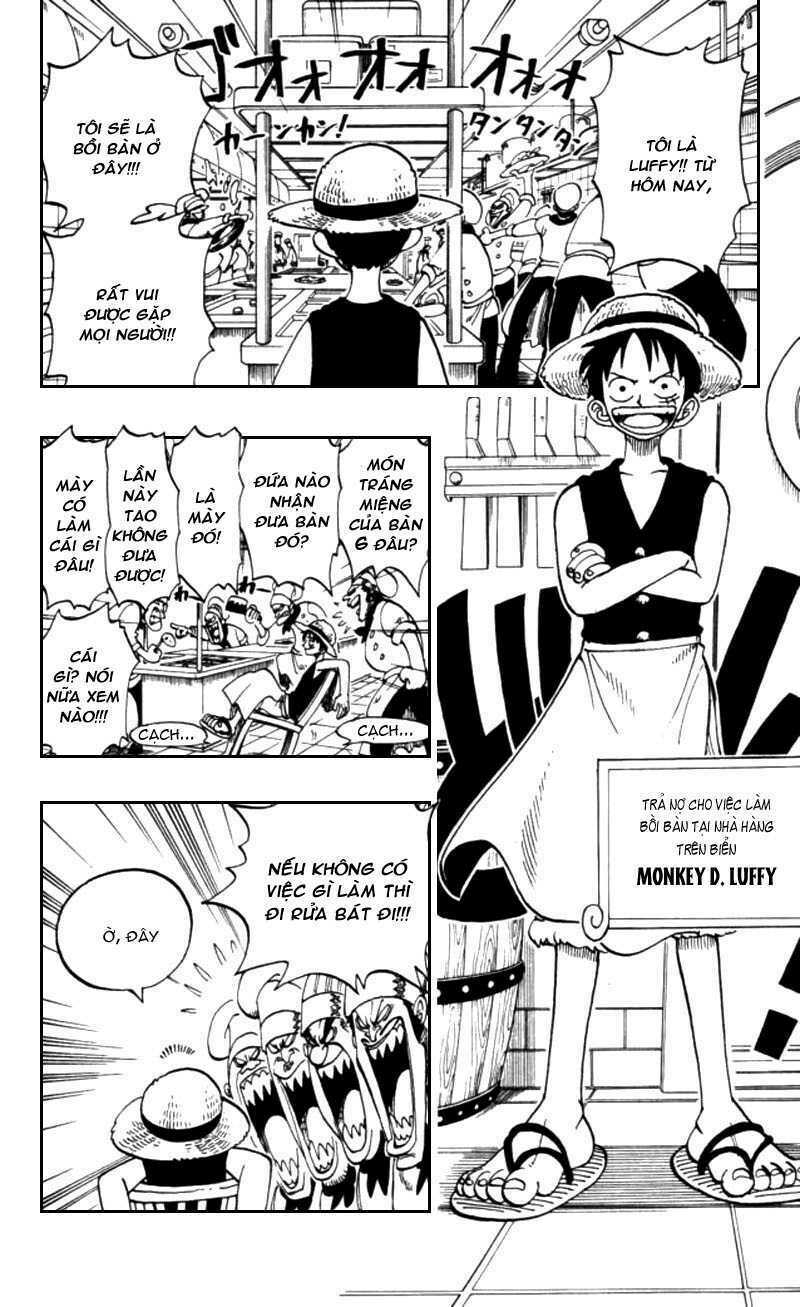 ゴオォオォオォ
カーンカン!
タンタンタン
TÔI LÀ
LUFFY!! TỪ
HÔM NAY,
TÔI SẼ LÀ
BỒI BÀN Ở
ĐÂY!!!
RẤT VUI
ĐƯỢC GẶP
MỌI NGƯỜI!!
MÓN
TRÁNG
MIỆNG
CỦA BÀN
6 ĐÂU?
ĐỨA NÀO
NHẬN
ĐƯA BÀN
ĐÓ?
LÀ
MÀY
ĐÓ!
LẦN
NÀY
TAO
KHÔNG
ĐƯA
ĐƯỢC!
MÀY
CÓ
LÀM
CÁI GÌ
ĐÂU!
CÁI
GÌ? NÓI
NỮA XEM
NÀO!!!
CẠCH...
CẠCH...
TRẢ NỢ CHO VIỆC LÀM
BỒI BÀN TẠI NHÀ HÀNG
TRÊN BIỂN
MONKEY D. LUFFY
NẾU KHÔNG CÓ
VIỆC GÌ LÀM THÌ
ĐI RỬA BÁT ĐI!!!
Ờ, ĐÂY